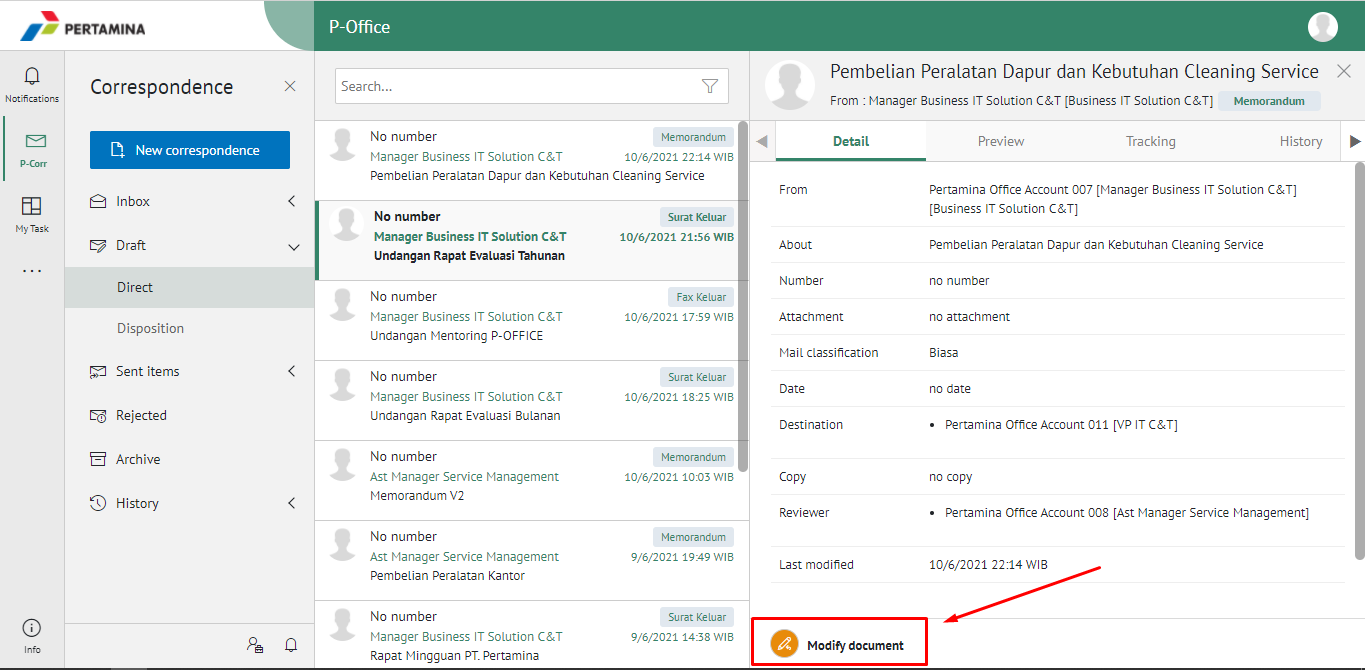 PERTAMINA
P-Office
Notifications
P-Corr
My Task
Info
Correspondence
New correspondence
Inbox
Draft
Direct
Disposition
Sent items
Rejected
Archive
History
Search...
No number
Memorandum
Manager Business IT Solution C&T
10/6/2021 22:14 WIB
Pembelian Peralatan Dapur dan Kebutuhan Cleaning Service
No number
Surat Keluar
Manager Business IT Solution C&T
10/6/2021 21:56 WIB
Undangan Rapat Evaluasi Tahunan
No number
Fax Keluar
Manager Business IT Solution C&T
10/6/2021 17:59 WIB
Undangan Mentoring P-OFFICE
No number
Surat Keluar
Manager Business IT Solution C&T
10/6/2021 18:25 WIB
Undangan Rapat Evaluasi Bulanan
No number
Memorandum
Ast Manager Service Management
10/6/2021 10:03 WIB
Memorandum V2
No number
Memorandum
Ast Manager Service Management
9/6/2021 19:49 WIB
Pembelian Peralatan Kantor
No number
Surat Keluar
Manager Business IT Solution C&T
9/6/2021 14:38 WIB
Rapat Mingguan PT. Pertamina
Pembelian Peralatan Dapur dan Kebutuhan Cleaning Service
From : Manager Business IT Solution C&T [Business IT Solution C&T]
Memorandum
Detail
Preview
Tracking
History
From
Pertamina Office Account 007 [Manager Business IT Solution C&T]
[Business IT Solution C&T]
About
Pembelian Peralatan Dapur dan Kebutuhan Cleaning Service
Number
no number
Attachment
no attachment
Mail classification
Biasa
Date
no date
Destination
• Pertamina Office Account 011 [VP IT C&T]
Copy
no copy
Reviewer
• Pertamina Office Account 008 [Ast Manager Service Management]
Last modified
10/6/2021 22:14 WIB
Modify document